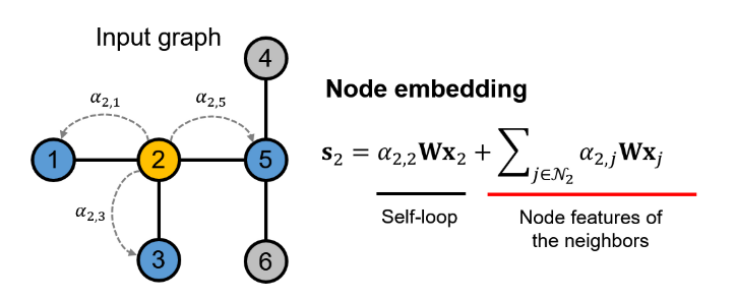 Input graph
4
α₂,₁
α₂,₅
Node embedding
1
2
5
s₂ = α₂,₂Wx₂ + ∑_{j∈𝒩₂} α₂,ⱼWxⱼ
α₂,₃
Self-loop
Node features of
the neighbors
3
6